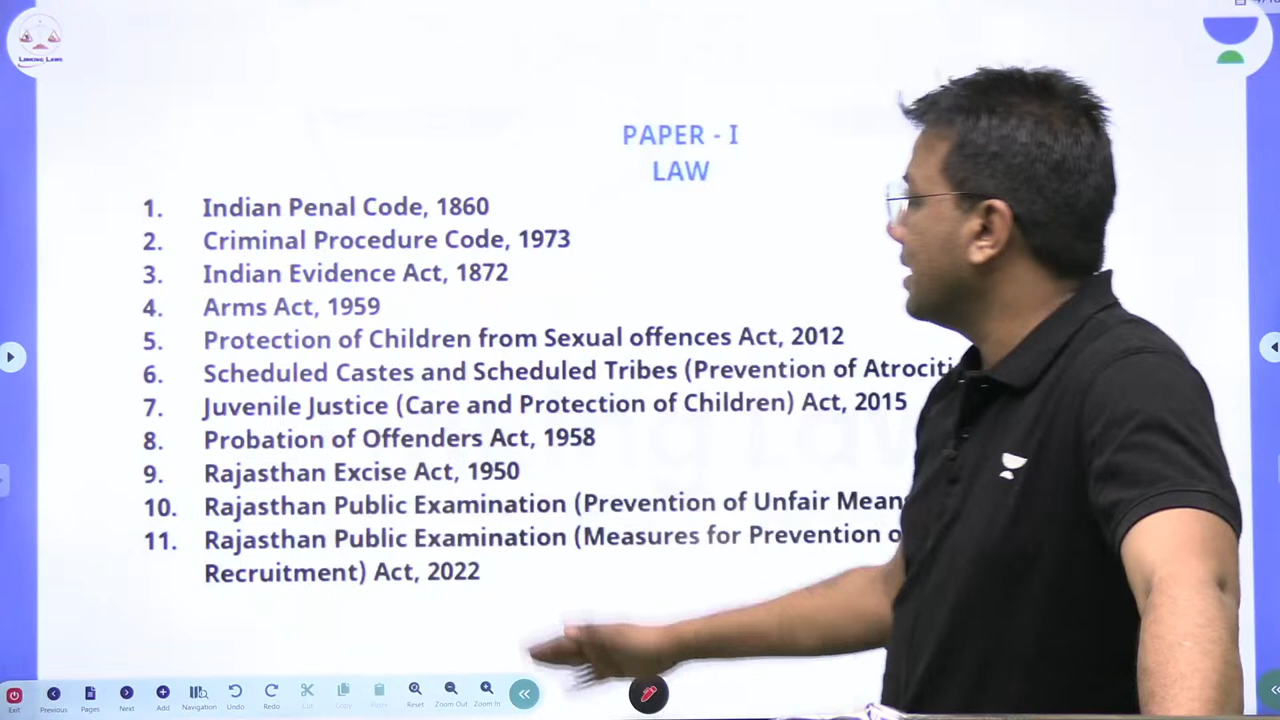 LINKING LAWS
PAPER - I
LAW
1. Indian Penal Code, 1860
2. Criminal Procedure Code, 1973
3. Indian Evidence Act, 1872
4. Arms Act, 1959
5. Protection of Children from Sexual offences Act, 2012
6. Scheduled Castes and Scheduled Tribes (Prevention of Atrociti
7. Juvenile Justice (Care and Protection of Children) Act, 2015
8. Probation of Offenders Act, 1958
9. Rajasthan Excise Act, 1950
10. Rajasthan Public Examination (Prevention of Unfair Mean
11. Rajasthan Public Examination (Measures for Prevention o
Recruitment) Act, 2022
Exit Previous Pages Next Add Navigation Undo Redo Cut Copy Paste Reset Zoom Out Zoom In